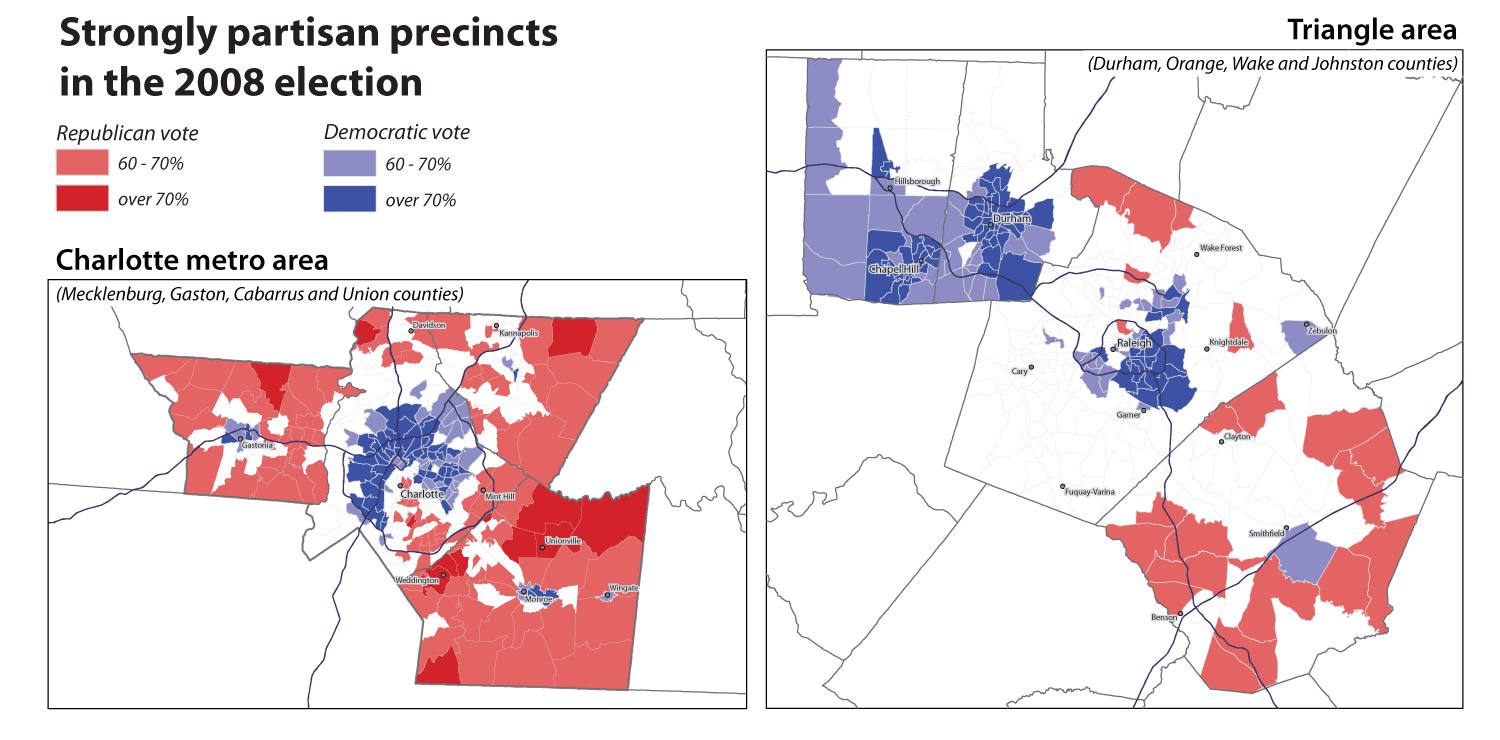 Strongly partisan precincts
in the 2008 election
Republican vote
60 - 70%
over 70%
Democratic vote
60 - 70%
over 70%
Charlotte metro area
(Mecklenburg, Gaston, Cabarrus and Union counties)
Davidson
Kannapolis
Gastonia
Charlotte
Mint Hill
Unionville
Weddington
Monroe
Wingate
Triangle area
(Durham, Orange, Wake and Johnston counties)
Hillsborough
Durham
Chapel Hill
Wake Forest
Zebulon
Raleigh
Knightdale
Cary
Garner
Clayton
Fuquay-Varina
Smithfield
Benson